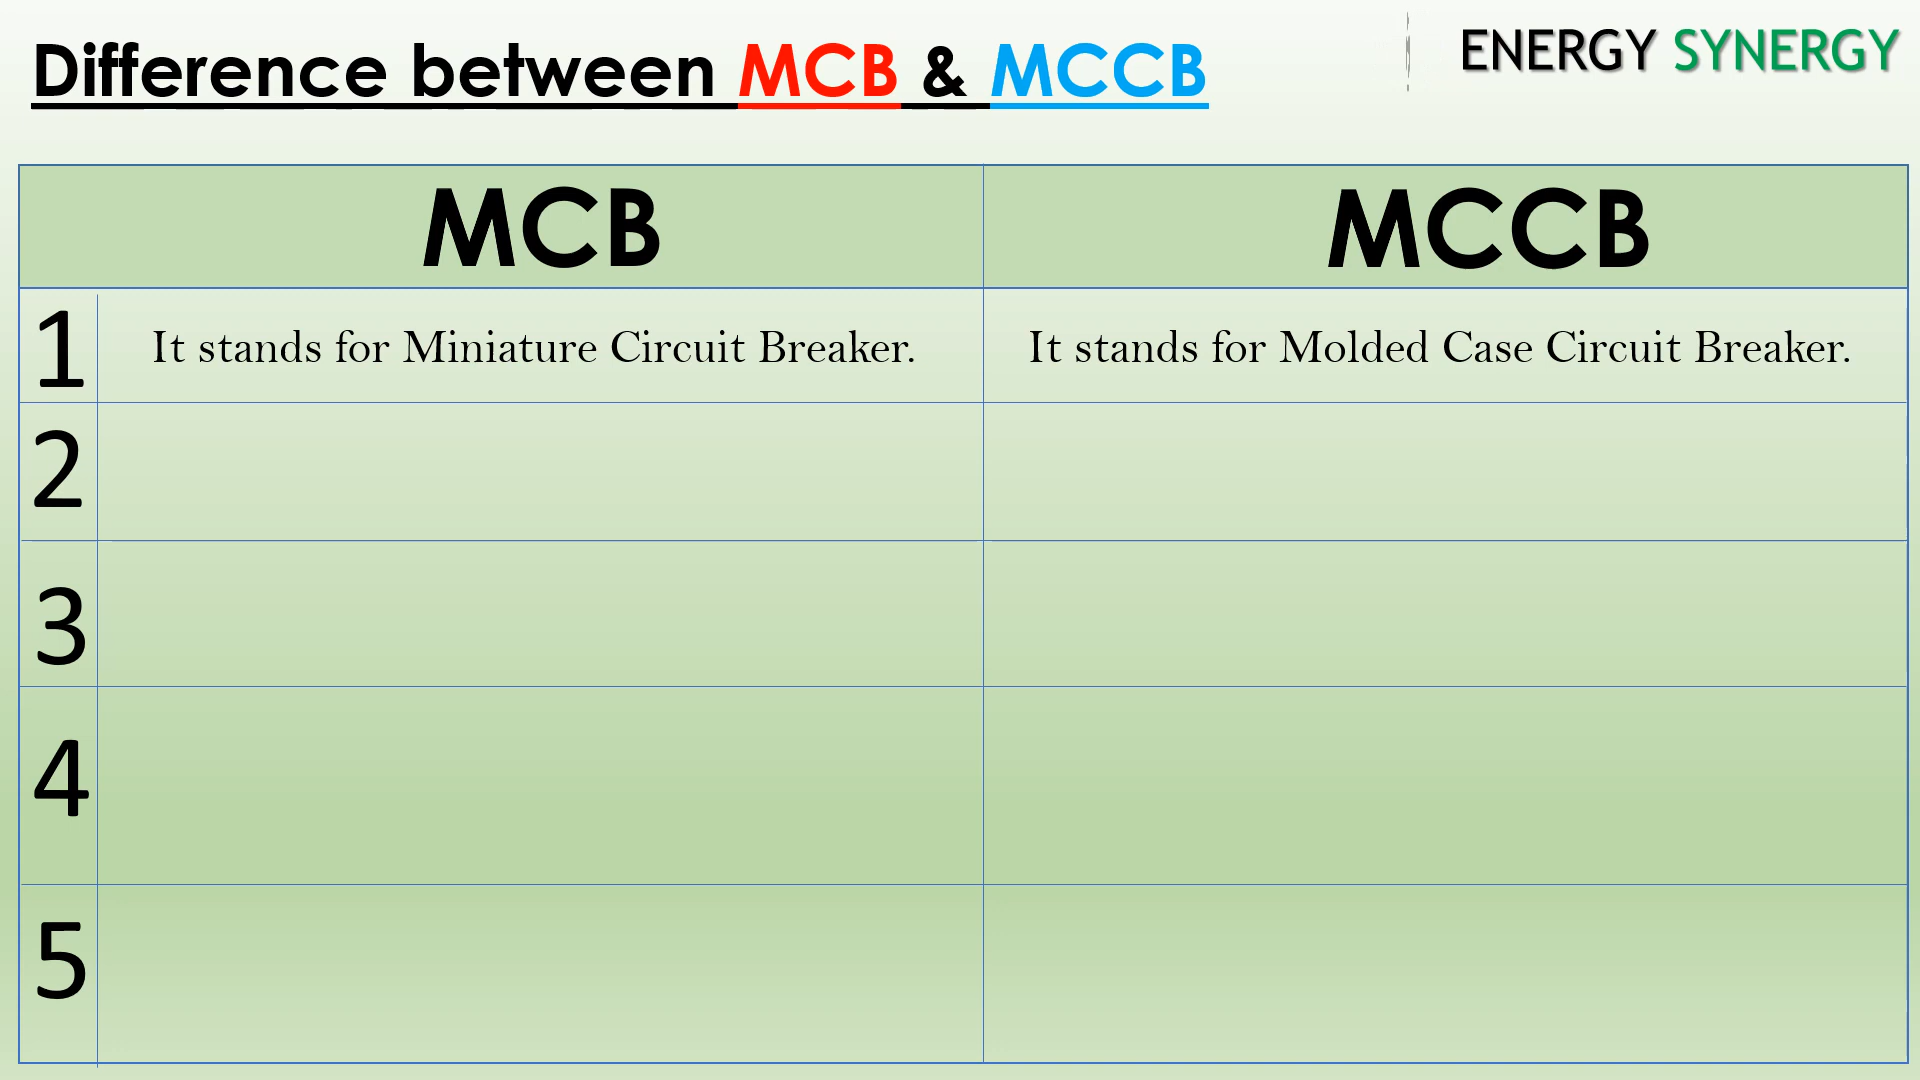 Difference between MCB & MCCB
ENERGY SYNERGY
MCB
MCCB
1
It stands for Miniature Circuit Breaker.
It stands for Molded Case Circuit Breaker.
2
3
4
5